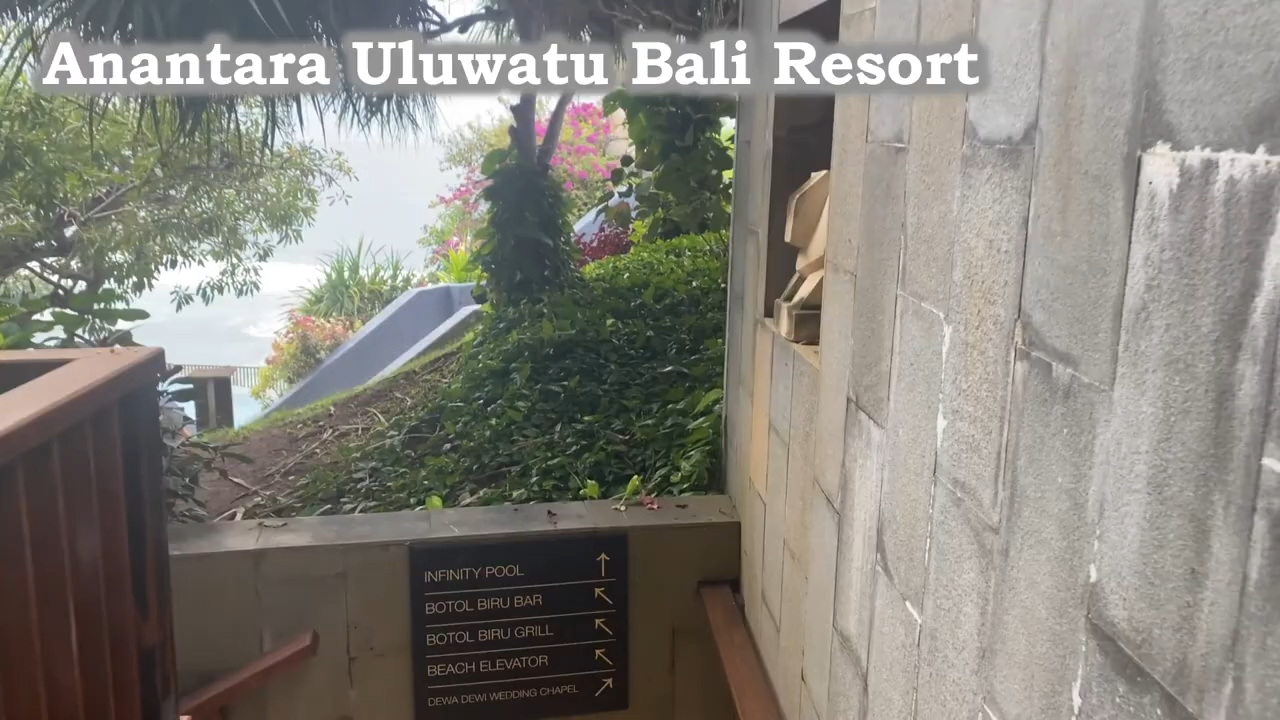 Anantara Uluwatu Bali Resort
INFINITY POOL ↑
BOTOL BIRU BAR ↖
BOTOL BIRU GRILL ↖
BEACH ELEVATOR ↖
DEWA DEWI WEDDING CHAPEL ↗